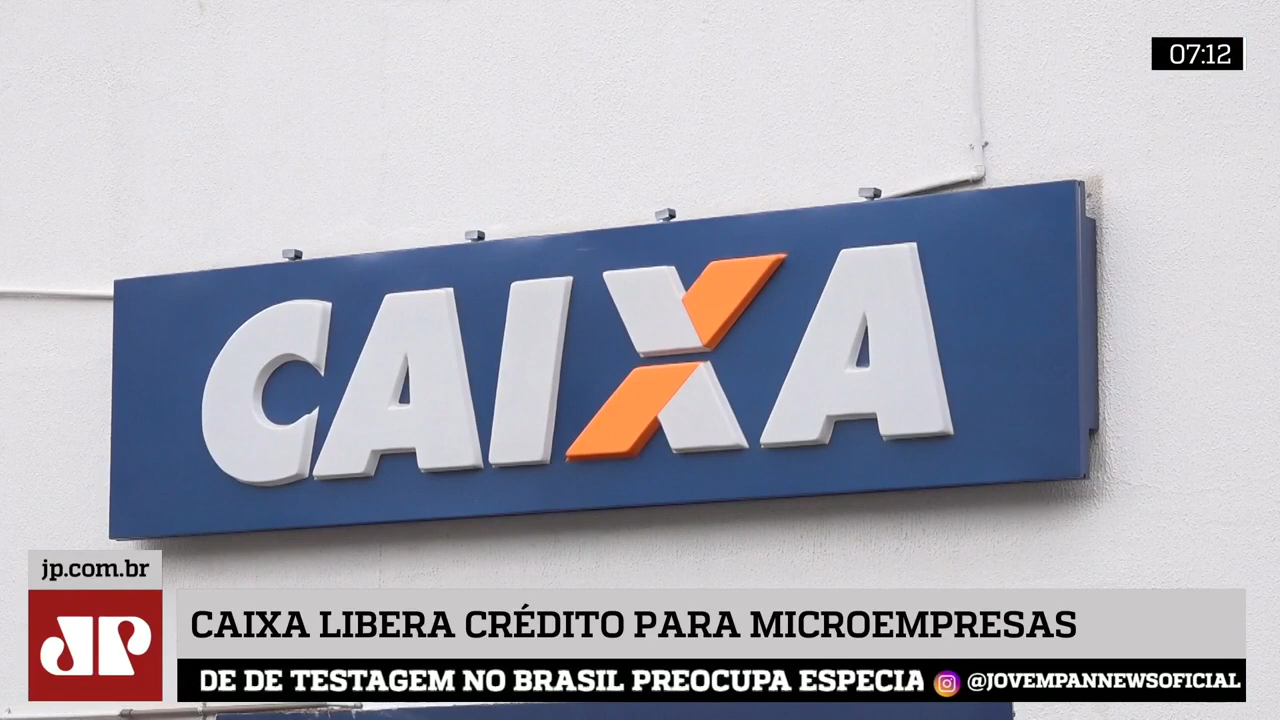 07:12
CAIXA
jp.com.br
JP
CAIXA LIBERA CRÉDITO PARA MICROEMPRESAS
DE DE TESTAGEM NO BRASIL PREOCUPA ESPECIA @JOVEMPANNEWSOFICIAL